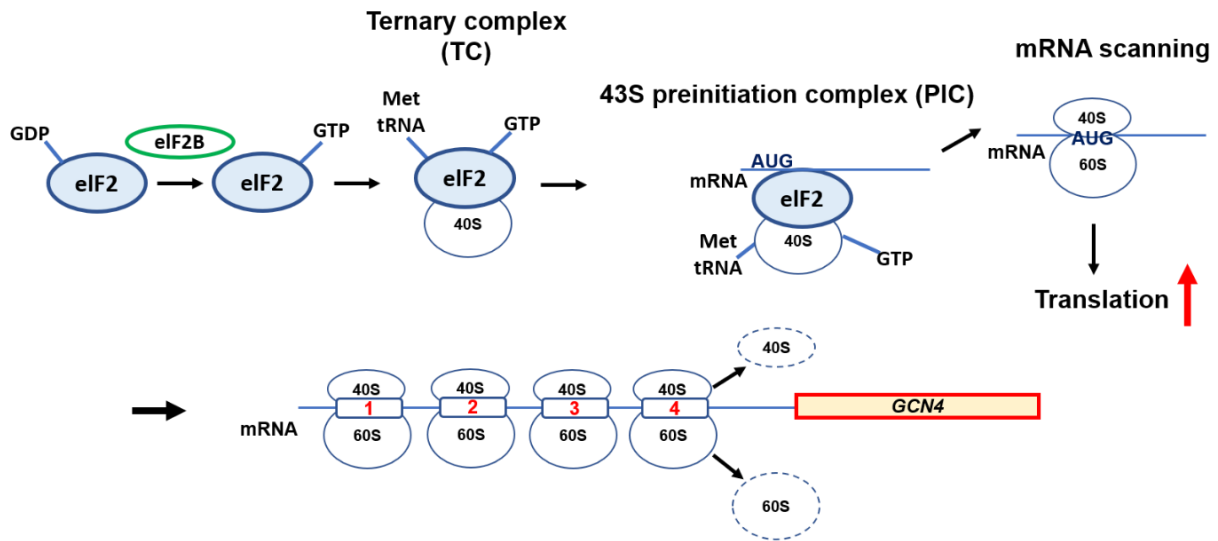 Ternary complex
(TC)
mRNA scanning
43S preinitiation complex (PIC)
GDP
eIF2B
eIF2
GTP
eIF2
Met
tRNA
GTP
eIF2
40S
AUG
mRNA
eIF2
40S
Met
tRNA
GTP
40S
AUG
mRNA
60S
Translation
40S
40S
40S
40S
40S
1
2
3
4
GCN4
mRNA
60S
60S
60S
60S
60S